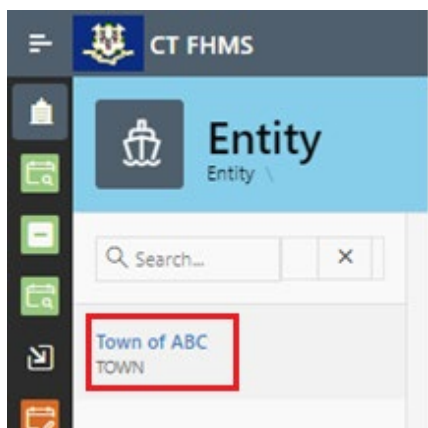 CT FHMS
Entity
Entity \
Search...
Town of ABC
TOWN